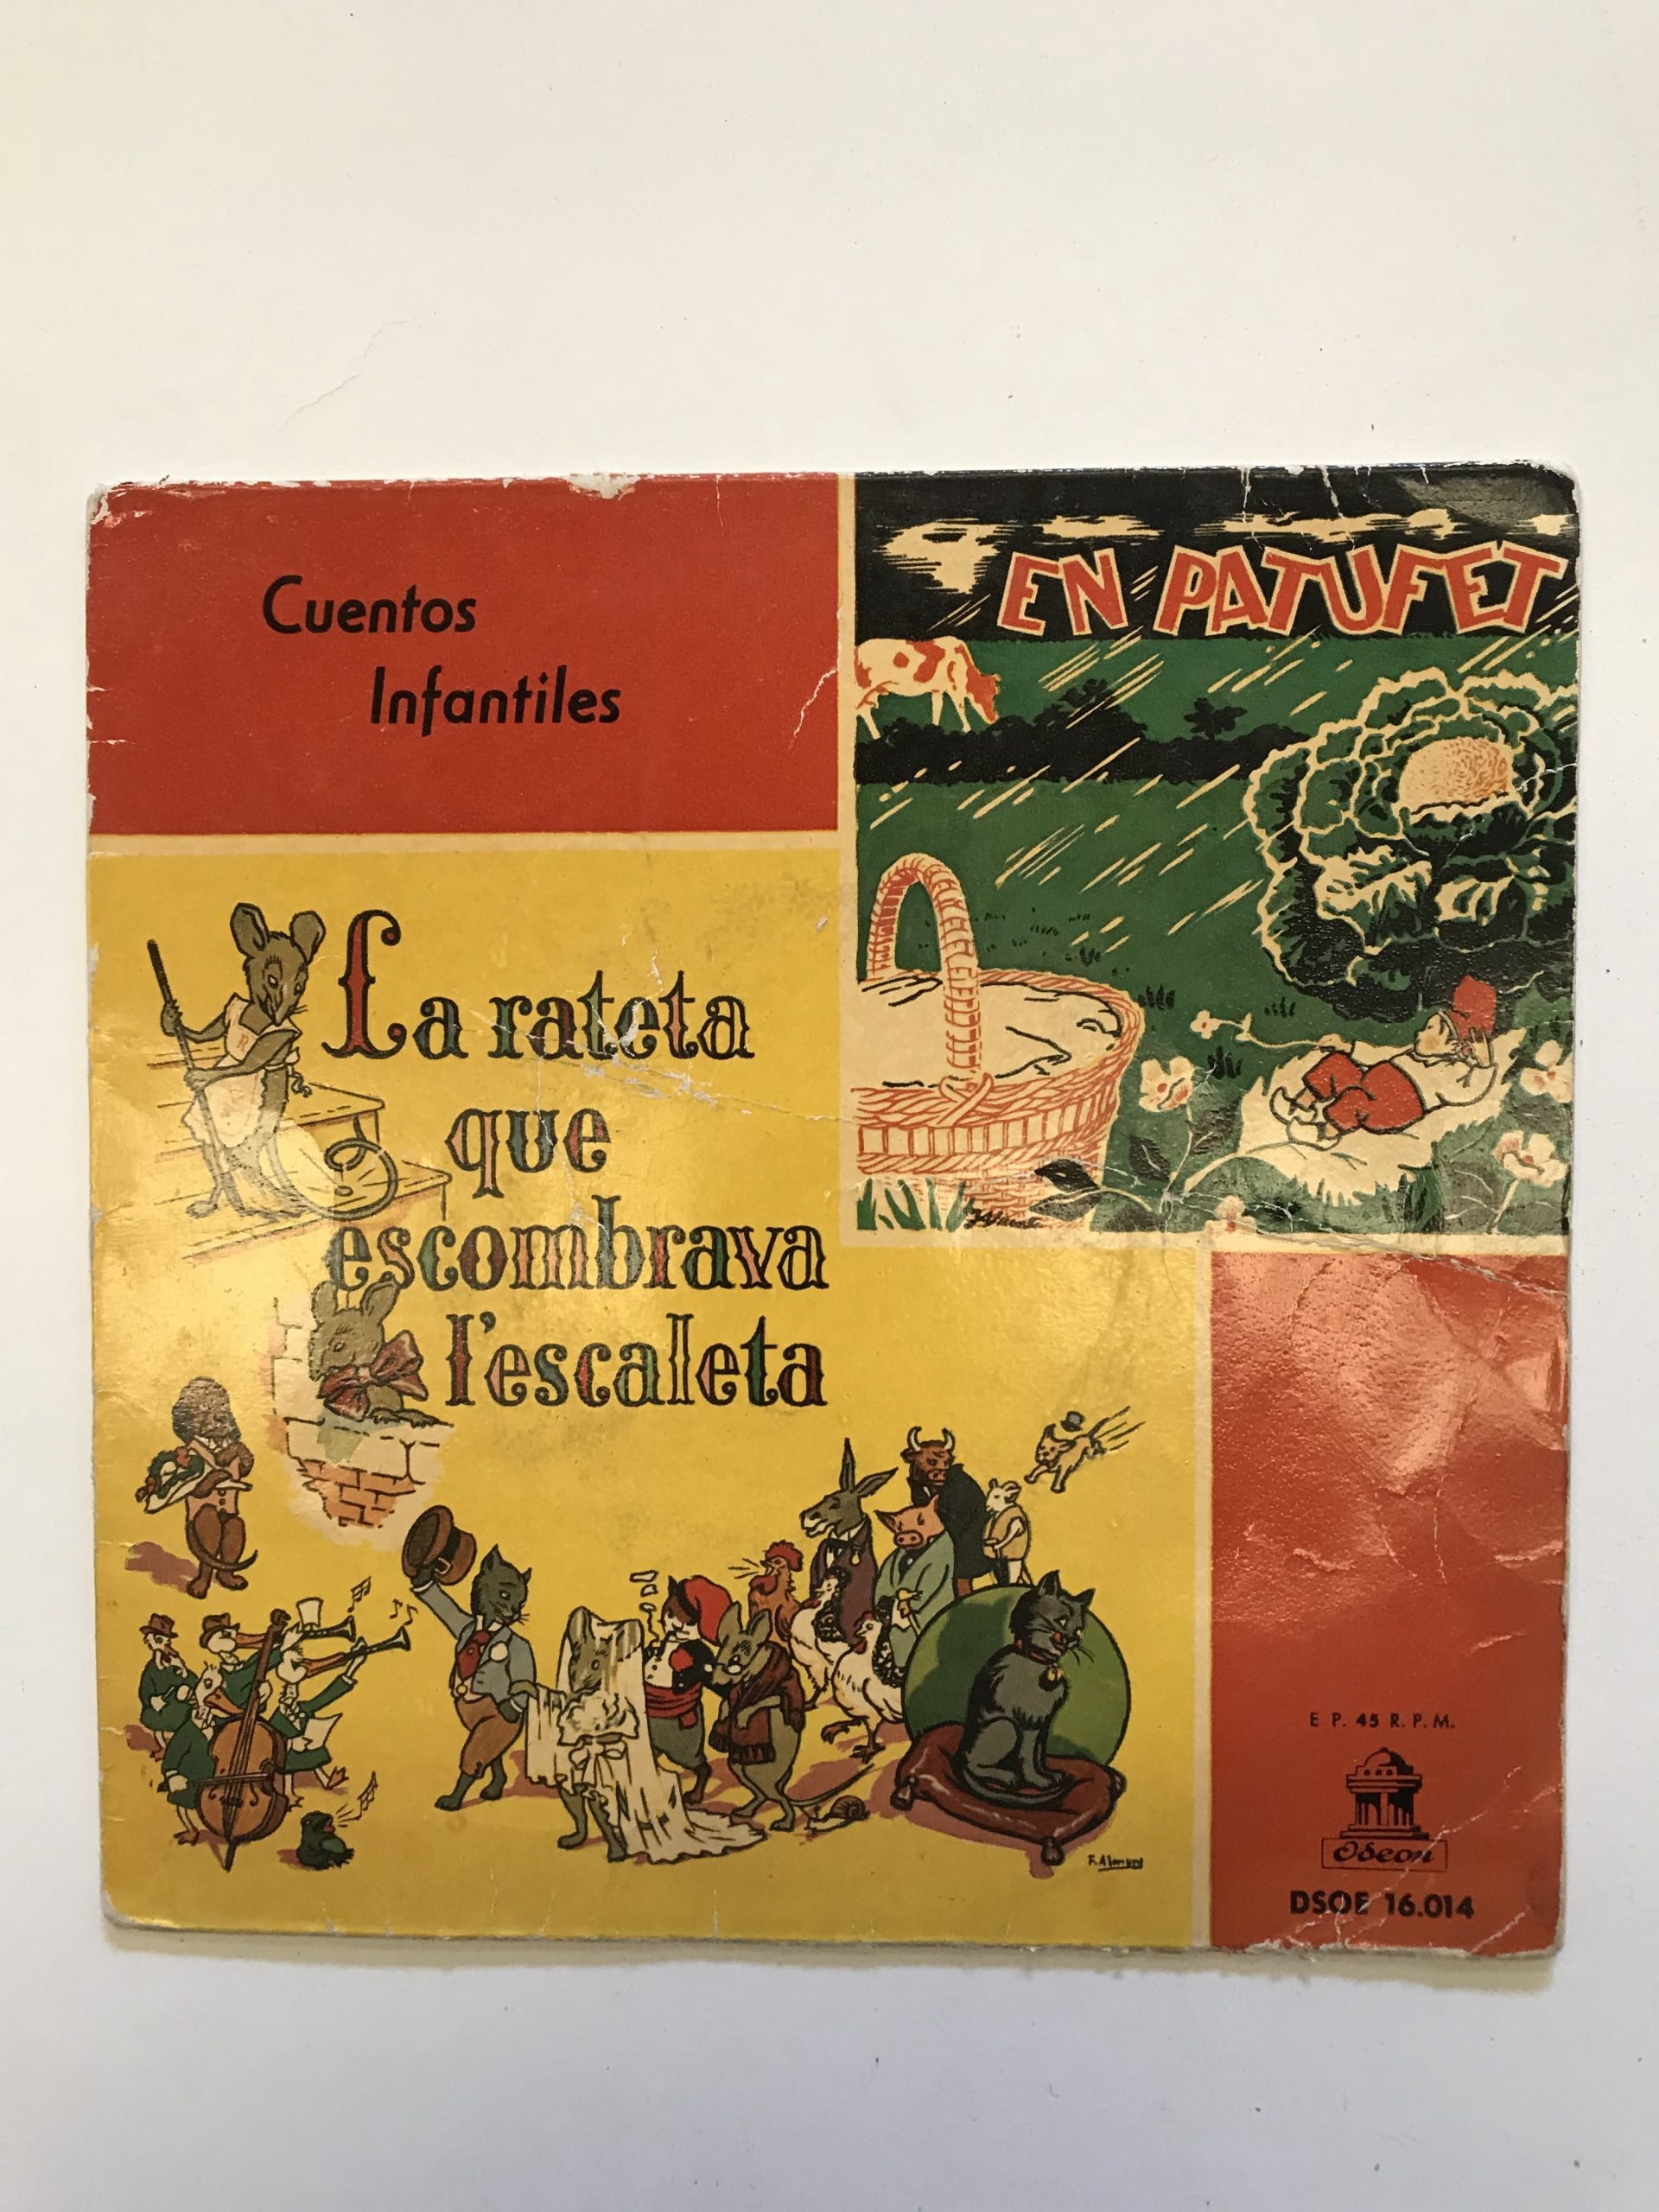 Cuentos
Infantiles
EN PATUFET
La rateta
que
escombrava
l'escaleta
R
E P. 45 R.P.M.
Odeon
DSOE 16.014